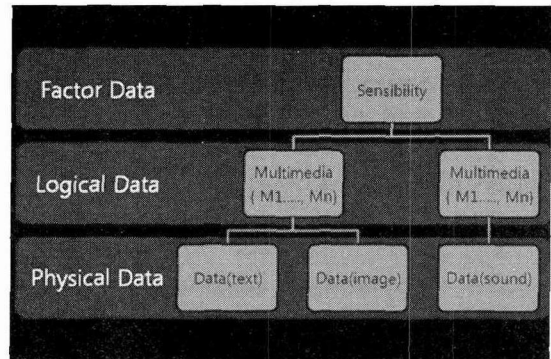 Factor Data
Sensibility
Logical Data
Multimedia
( M1...., Mn)
Multimedia
( M1...., Mn)
Physical Data
Data(text)
Data(image)
Data(sound)